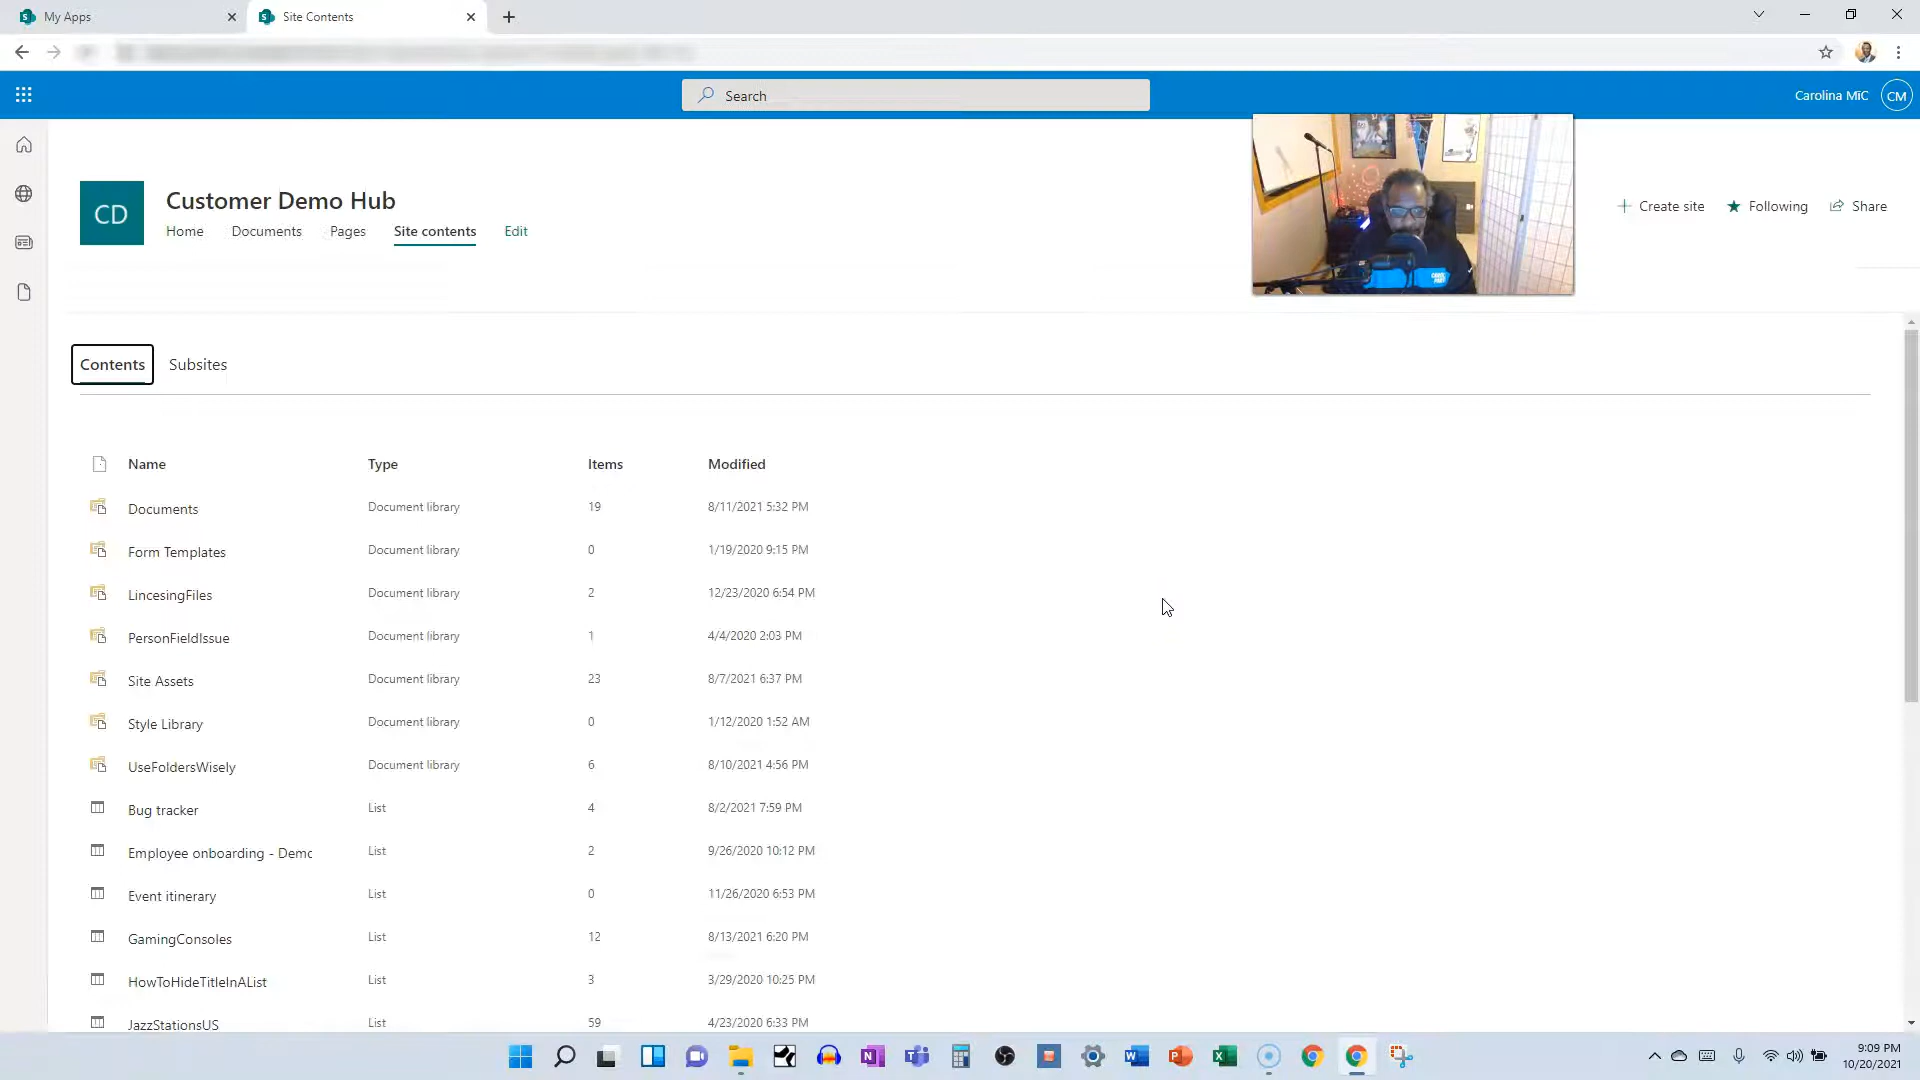 My Apps
Site Contents
Search
Carolina MiC
CM
CD
Customer Demo Hub
Home Documents Pages Site contents Edit
Create site Following Share
Contents Subsites
Name Type Items Modified
Documents Document library 19 8/11/2021 5:32 PM
Form Templates Document library 0 1/19/2020 9:15 PM
LincesingFiles Document library 2 12/23/2020 6:54 PM
PersonFieldIssue Document library 1 4/4/2020 2:03 PM
Site Assets Document library 23 8/7/2021 6:37 PM
Style Library Document library 0 1/12/2020 1:52 AM
UseFoldersWisely Document library 6 8/10/2021 4:56 PM
Bug tracker List 4 8/2/2021 7:59 PM
Employee onboarding - Demo List 2 9/26/2020 10:12 PM
Event itinerary List 0 11/26/2020 6:53 PM
GamingConsoles List 12 8/13/2021 6:20 PM
HowToHideTitleInAList List 3 3/29/2020 10:25 PM
JazzStationsUS List 59 4/23/2020 6:33 PM
9:09 PM
10/20/2021